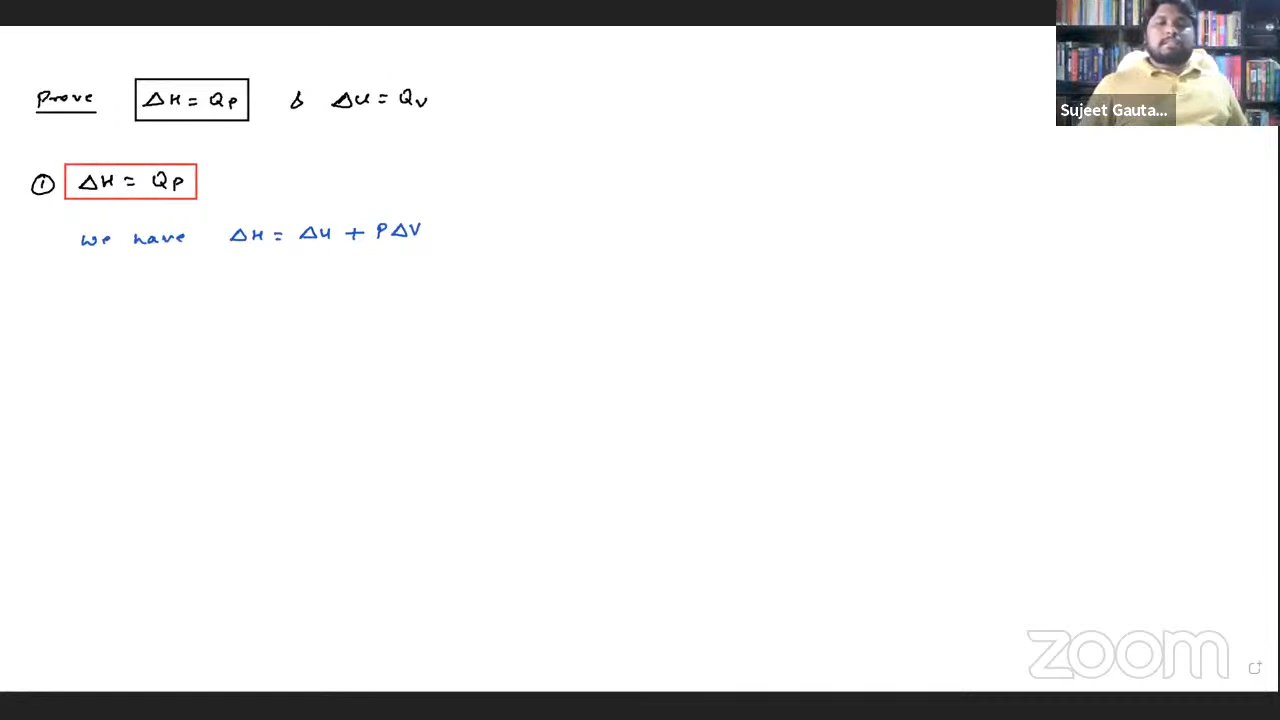 Prove ΔH = Qp & ΔU = Qv
Sujeet Gauta...
① ΔH = Qp
we have ΔH = ΔU + PΔV
zoom